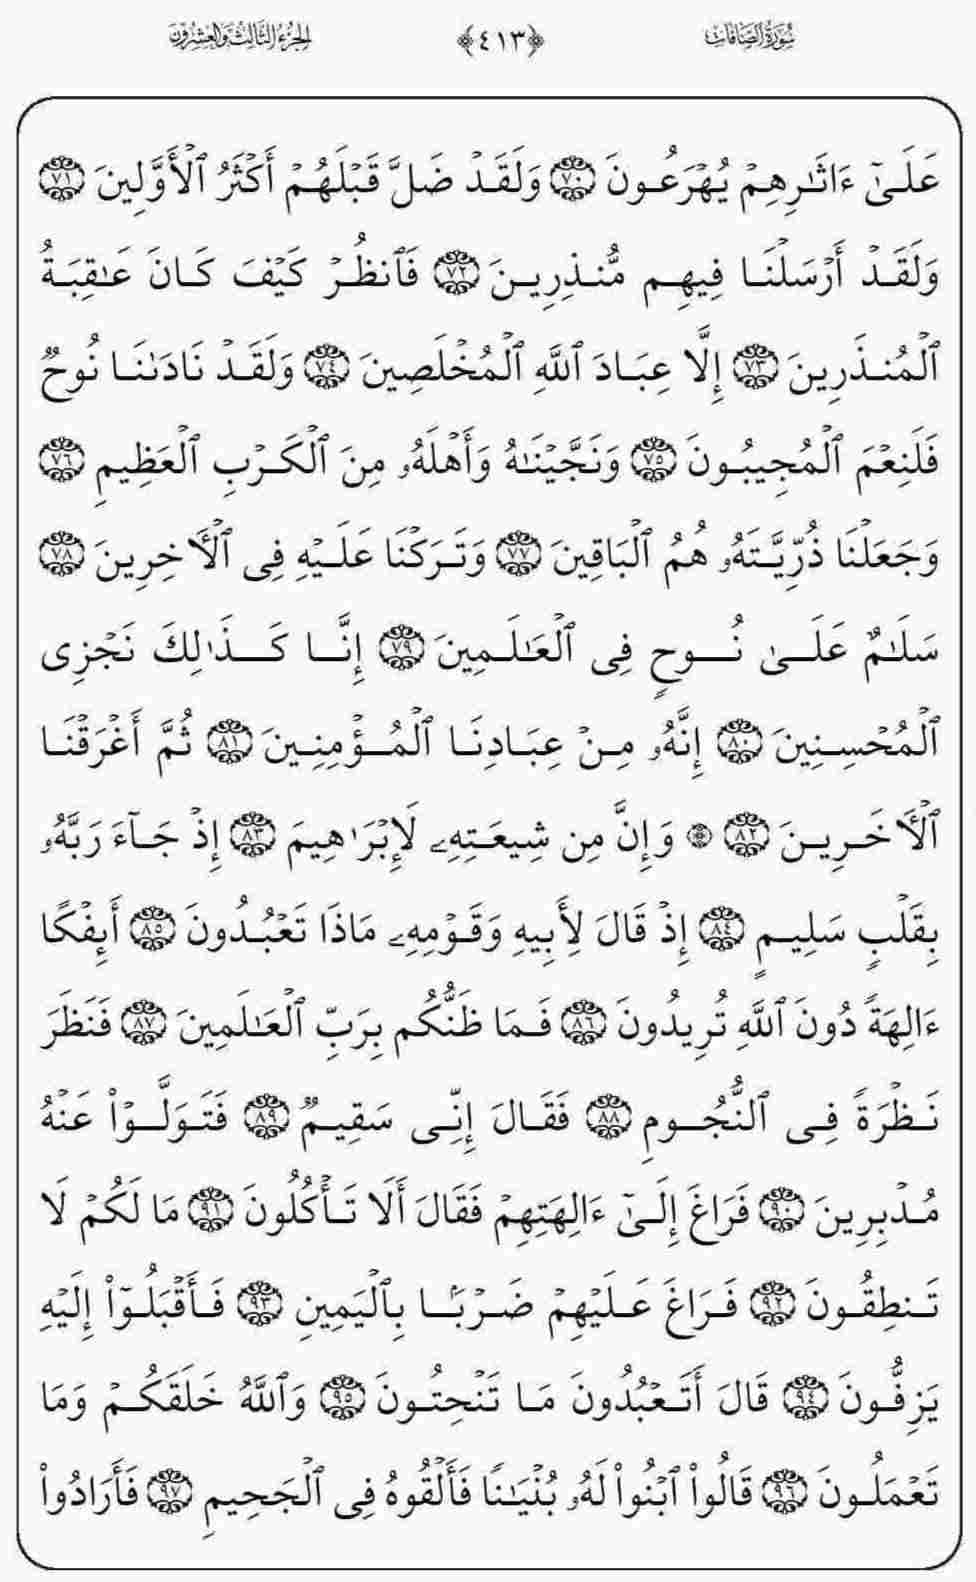 سُورَةُ الصَّافَّاتِ ﴿٤١٣﴾ الجُزْءُ الثَّالِثُ وَالعِشْرُونَ
عَلَىٰٓ ءَاثَٰرِهِمۡ يُهۡرَعُونَ ٧٠ وَلَقَدۡ ضَلَّ قَبۡلَهُمۡ أَكۡثَرُ ٱلۡأَوَّلِينَ ٧١
وَلَقَدۡ أَرۡسَلۡنَا فِيهِم مُّنذِرِينَ ٧٢ فَٱنظُرۡ كَيۡفَ كَانَ عَٰقِبَةُ
ٱلۡمُنذَرِينَ ٧٣ إِلَّا عِبَادَ ٱللَّهِ ٱلۡمُخۡلَصِينَ ٧٤ وَلَقَدۡ نَادَىٰنَا نُوحٞ
فَلَنِعۡمَ ٱلۡمُجِيبُونَ ٧٥ وَنَجَّيۡنَٰهُ وَأَهۡلَهُۥ مِنَ ٱلۡكَرۡبِ ٱلۡعَظِيمِ ٧٦
وَجَعَلۡنَا ذُرِّيَّتَهُۥ هُمُ ٱلۡبَاقِينَ ٧٧ وَتَرَكۡنَا عَلَيۡهِ فِي ٱلۡأٓخِرِينَ ٧٨
سَلَٰمٌ عَلَىٰ نُوحٖ فِي ٱلۡعَٰلَمِينَ ٧٩ إِنَّا كَذَٰلِكَ نَجۡزِي
ٱلۡمُحۡسِنِينَ ٨٠ إِنَّهُۥ مِنۡ عِبَادِنَا ٱلۡمُؤۡمِنِينَ ٨١ ثُمَّ أَغۡرَقۡنَا
ٱلۡأٓخَرِينَ ٨٢ ۞ وَإِنَّ مِن شِيعَتِهِۦ لَإِبۡرَٰهِيمَ ٨٣ إِذۡ جَآءَ رَبَّهُۥ
بِقَلۡبٖ سَلِيمٍ ٨٤ إِذۡ قَالَ لِأَبِيهِ وَقَوۡمِهِۦ مَاذَا تَعۡبُدُونَ ٨٥ أَئِفۡكًا
ءَالِهَةٗ دُونَ ٱللَّهِ تُرِيدُونَ ٨٦ فَمَا ظَنُّكُم بِرَبِّ ٱلۡعَٰلَمِينَ ٨٧ فَنَظَرَ
نَظۡرَةٗ فِي ٱلنُّجُومِ ٨٨ فَقَالَ إِنِّي سَقِيمٞ ٨٩ فَتَوَلَّوۡاْ عَنۡهُ
مُدۡبِرِينَ ٩٠ فَرَاغَ إِلَىٰٓ ءَالِهَتِهِمۡ فَقَالَ أَلَا تَأۡكُلُونَ ٩١ مَا لَكُمۡ لَا
تَنطِقُونَ ٩٢ فَرَاغَ عَلَيۡهِمۡ ضَرۡبَۢا بِٱلۡيَمِينِ ٩٣ فَأَقۡبَلُوٓاْ إِلَيۡهِ
يَزِفُّونَ ٩٤ قَالَ أَتَعۡبُدُونَ مَا تَنۡحِتُونَ ٩٥ وَٱللَّهُ خَلَقَكُمۡ وَمَا
تَعۡمَلُونَ ٩٦ قَالُواْ ٱبۡنُواْ لَهُۥ بُنۡيَٰنٗا فَأَلۡقُوهُ فِي ٱلۡجَحِيمِ ٩٧ فَأَرَادُواْ